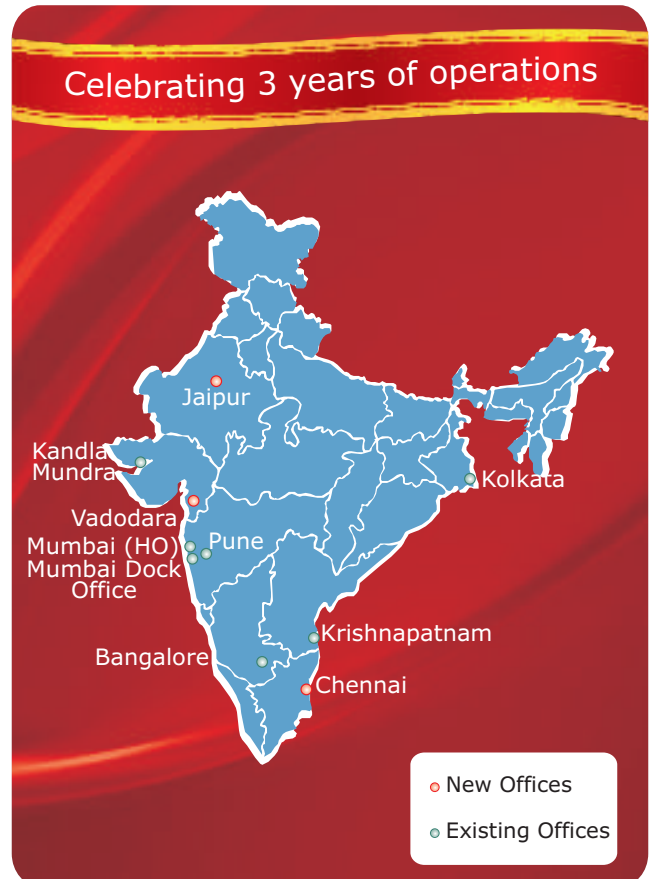 Celebrating 3 years of operations
Jaipur
Kandla
Mundra
Kolkata
Vadodara
Mumbai (HO)
Pune
Mumbai Dock
Office
Krishnapatnam
Bangalore
Chennai
New Offices
Existing Offices